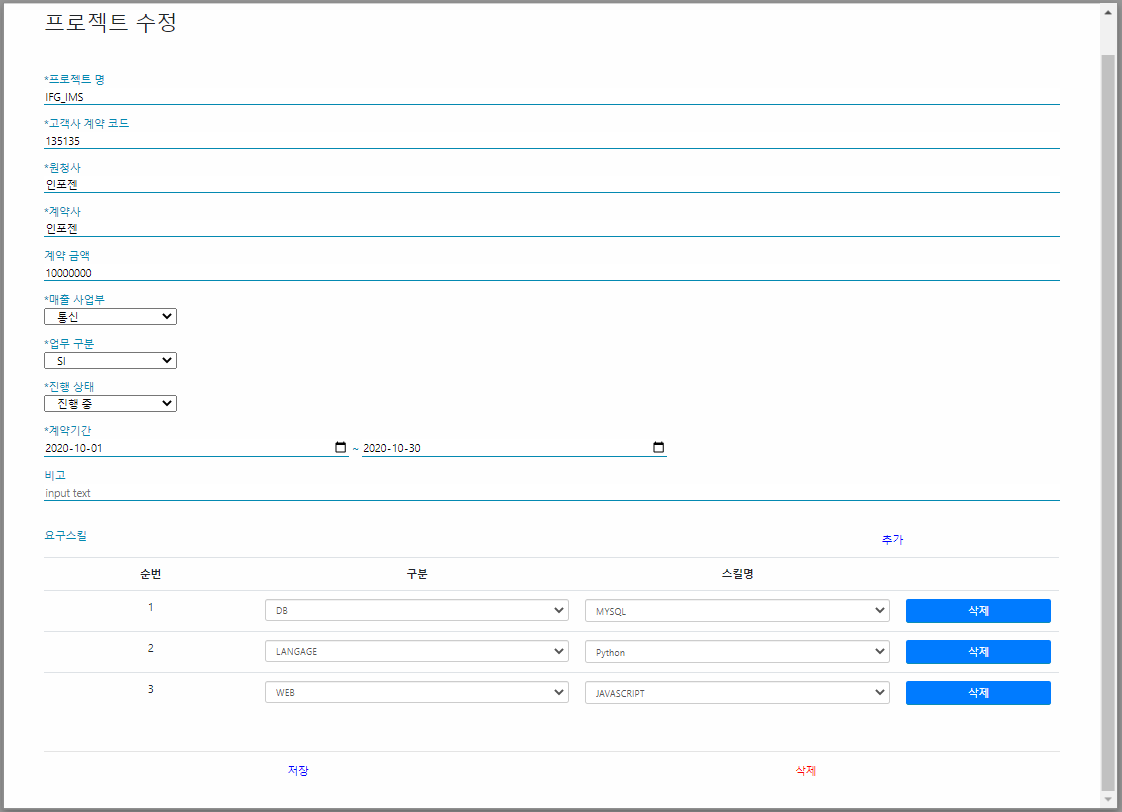 프로젝트 수정
*프로젝트 명
IFG_IMS
*고객사 계약 코드
135135
*원청사
인포젠
*계약사
인포젠
계약 금액
10000000
*매출 사업부
통신
*업무 구분
SI
*진행 상태
진행 중
*계약기간
2020-10-01 ~ 2020-10-30
비고
input text
요구스킬 추가
순번 구분 스킬명
1 DB MYSQL 삭제
2 LANGAGE Python 삭제
3 WEB JAVASCRIPT 삭제
저장 삭제